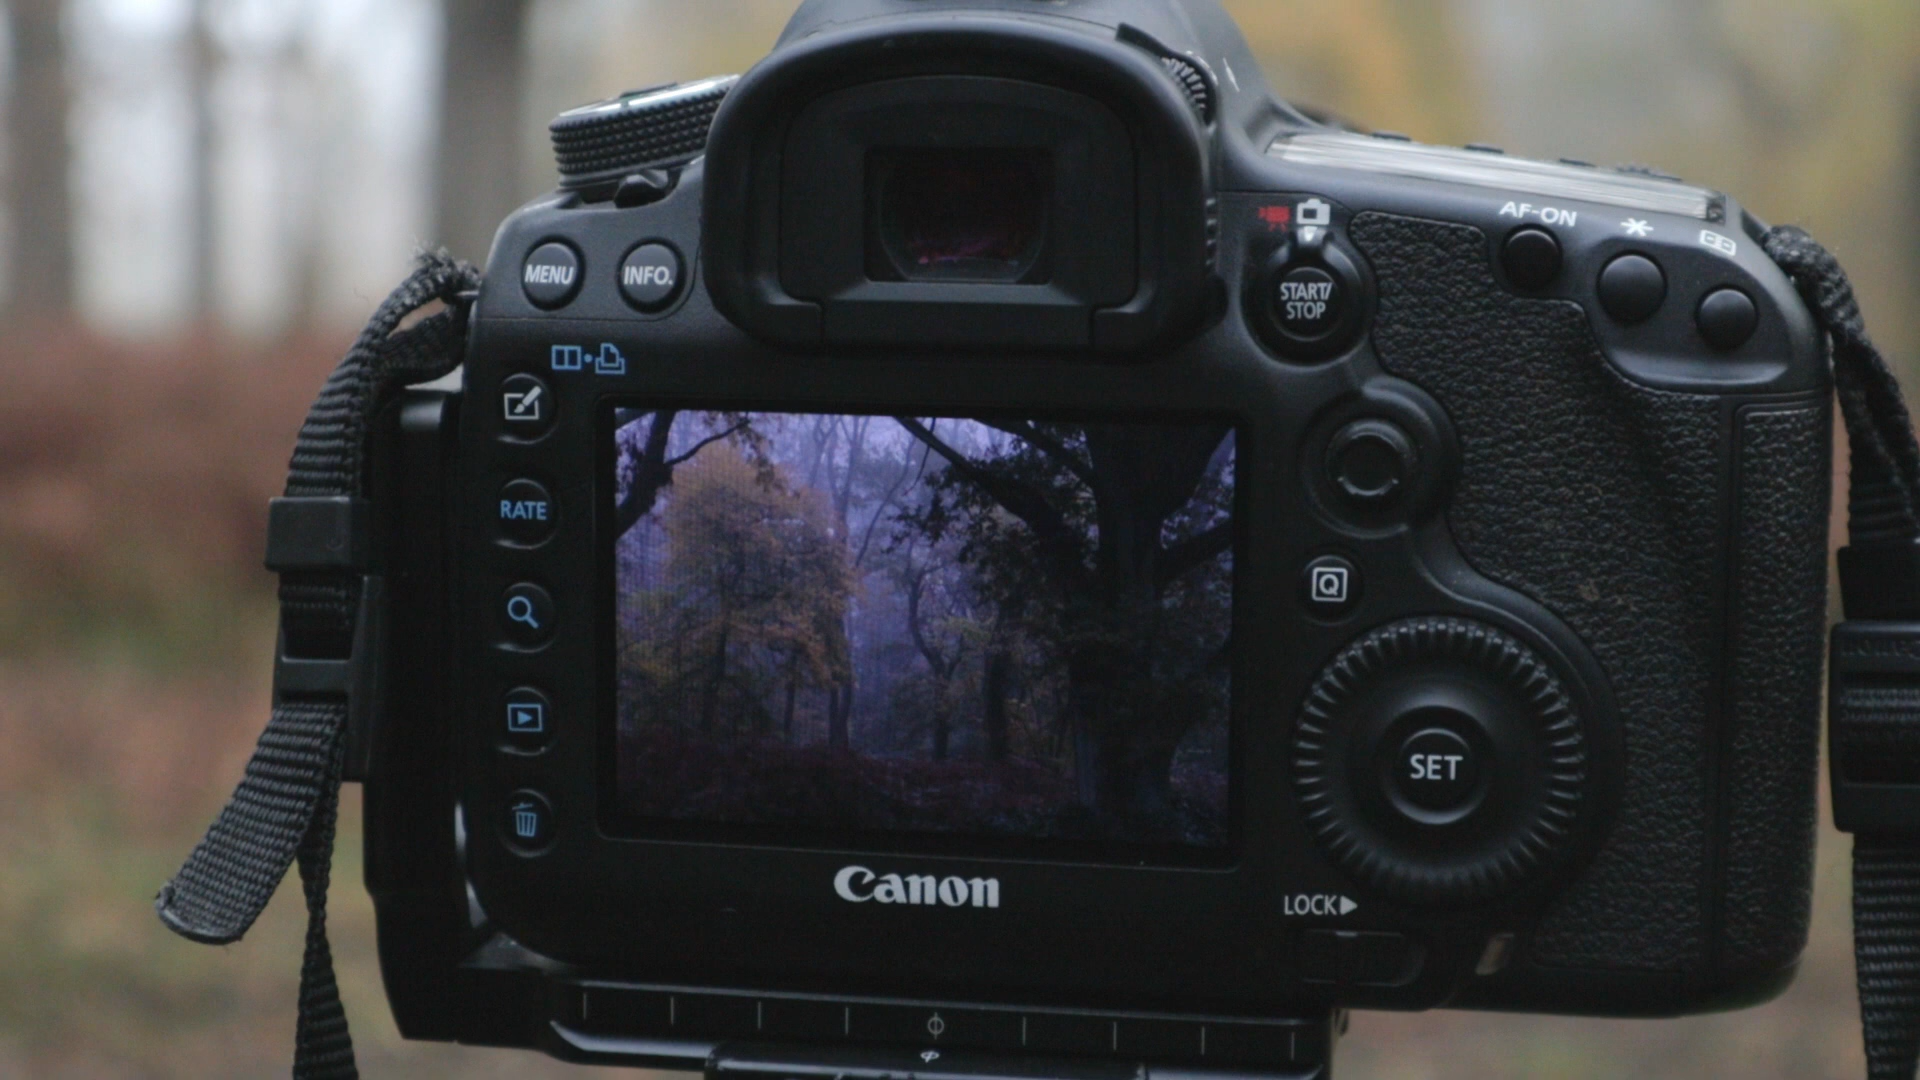 AF-ON
MENU
INFO.
START/
STOP
RATE
Q
SET
Canon
LOCK